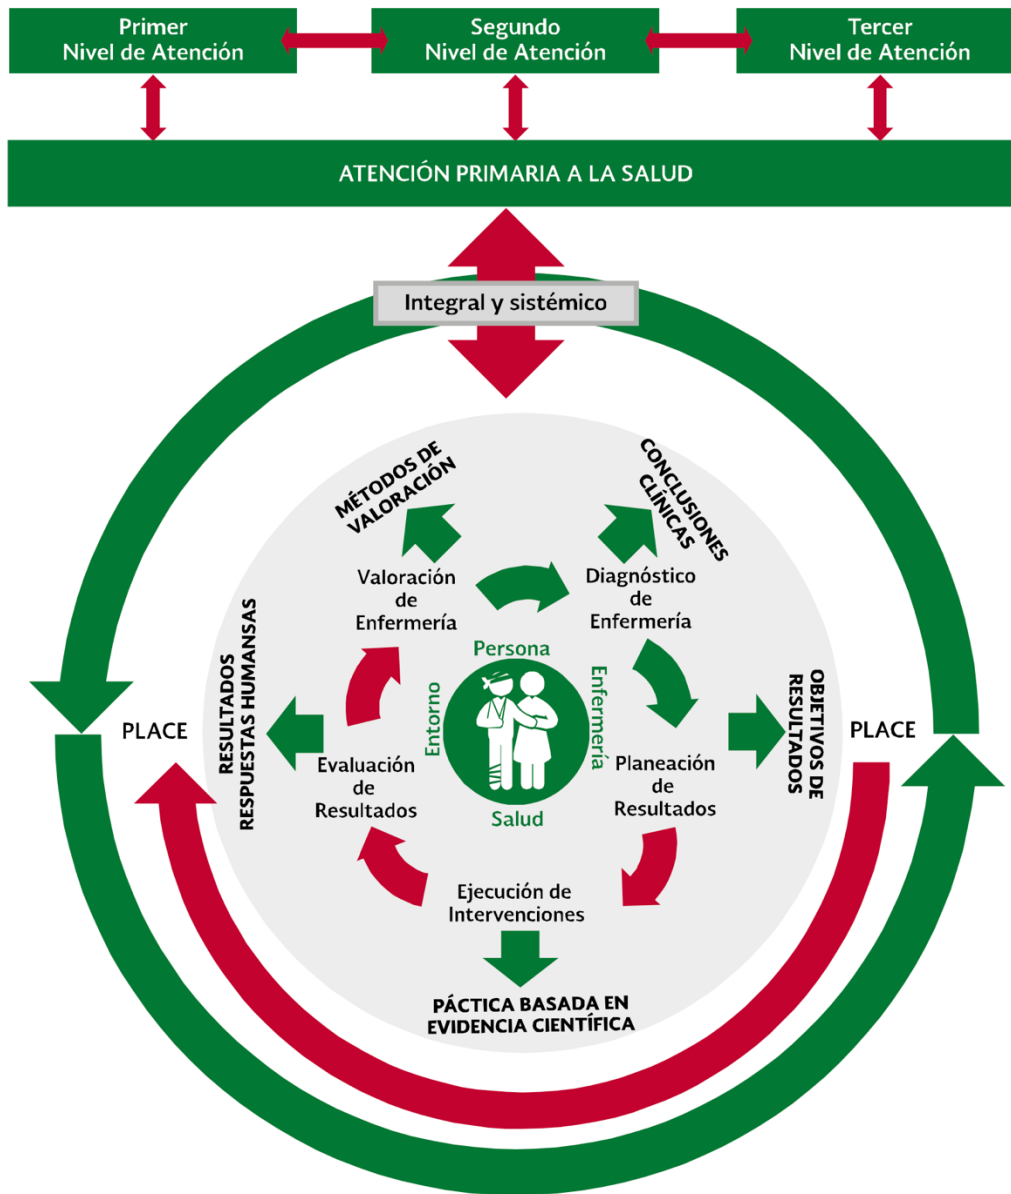 Primer
Nivel de Atención
Segundo
Nivel de Atención
Tercer
Nivel de Atención
ATENCIÓN PRIMARIA A LA SALUD
Integral y sistémico
MÉTODOS DE
VALORACIÓN
CONCLUSIONES
CLÍNICAS
Valoración
de
Enfermería
Diagnóstico
de
Enfermería
Persona
Entorno
Enfermería
Salud
RESULTADOS
RESPUESTAS HUMANSAS
OBJETIVOS DE
RESULTADOS
PLACE
PLACE
Evaluación
de
Resultados
Planeación
de
Resultados
Ejecución de
Intervenciones
PÁCTICA BASADA EN
EVIDENCIA CIENTÍFICA